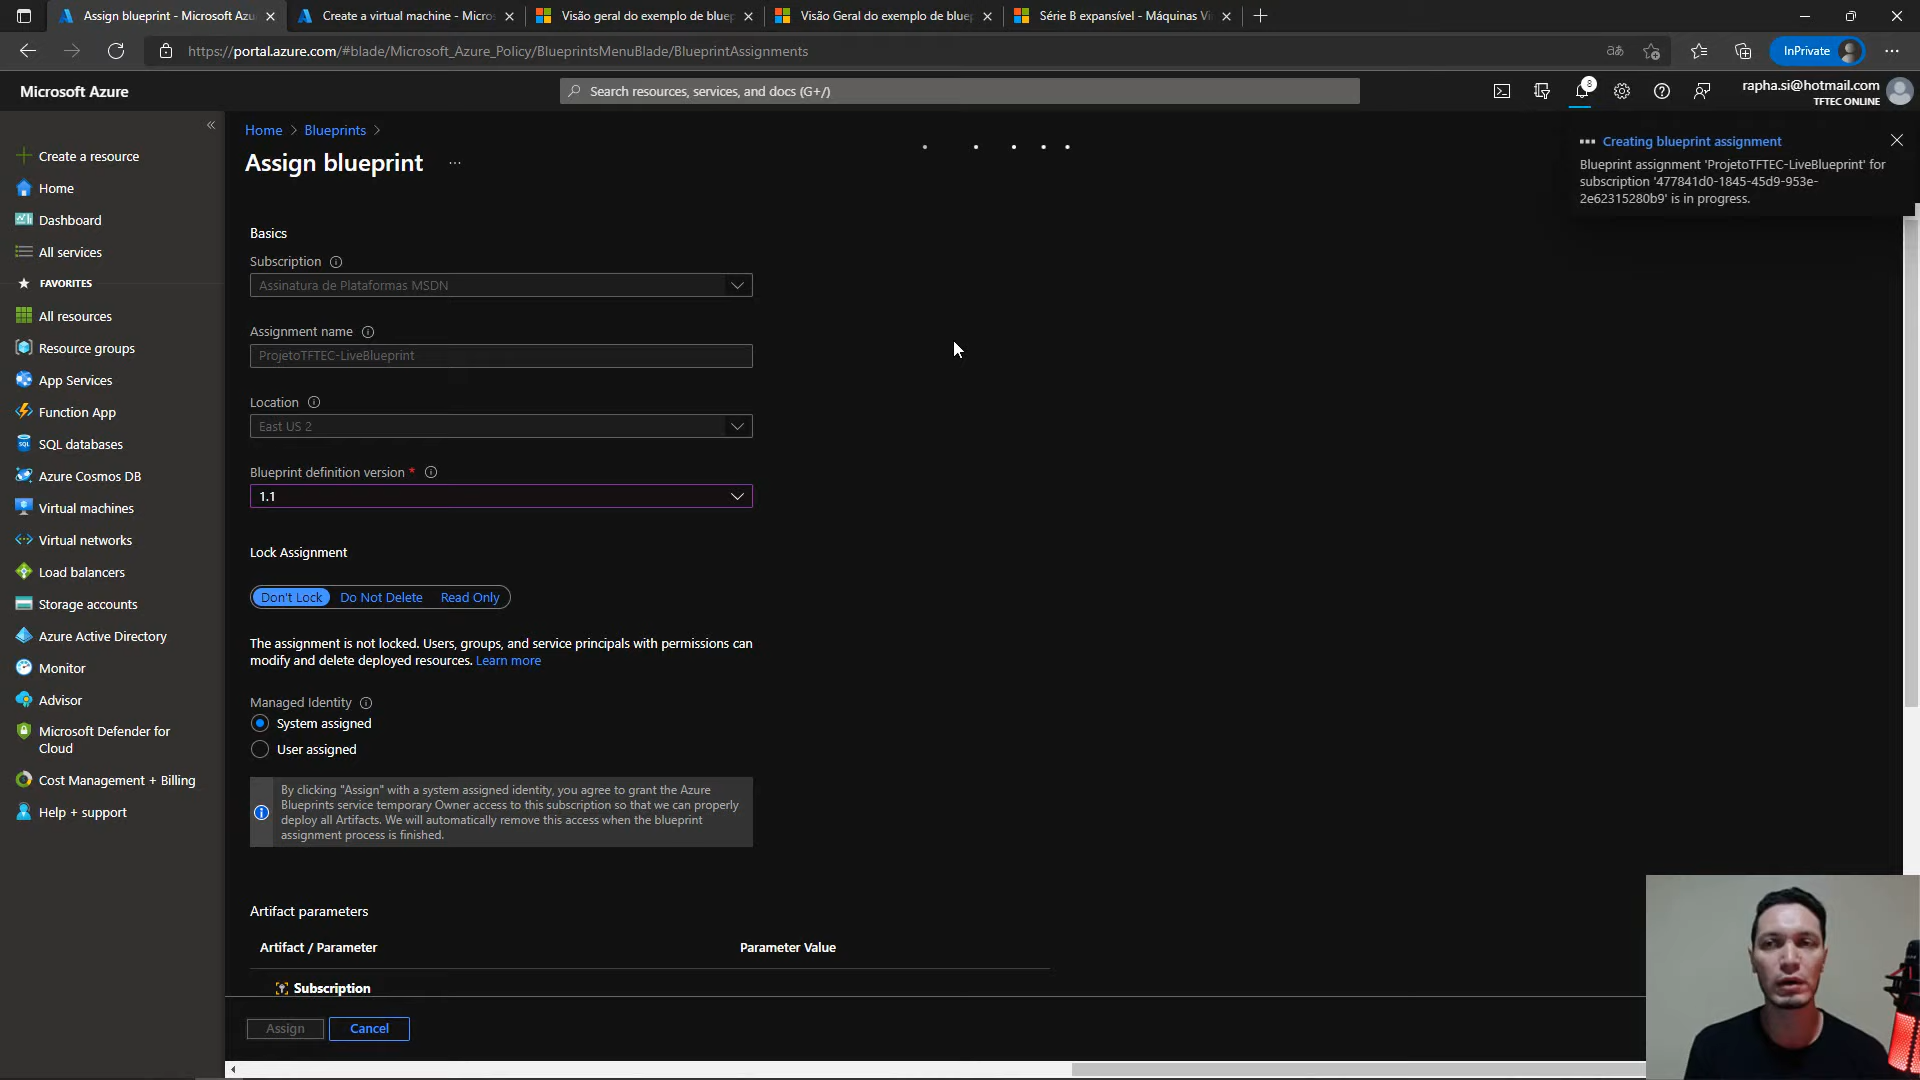 Assign blueprint - Microsoft Azu
Create a virtual machine - Micros
Visão geral do exemplo de bluep
Visão Geral do exemplo de bluep
Série B expansível - Máquinas Vi
https://portal.azure.com/#blade/Microsoft_Azure_Policy/BlueprintsMenuBlade/BlueprintAssignments
InPrivate
Microsoft Azure
Search resources, services, and docs (G+/)
8
rapha.si@hotmail.com
TFTEC ONLINE
Create a resource
Home
Dashboard
All services
FAVORITES
All resources
Resource groups
App Services
Function App
SQL databases
Azure Cosmos DB
Virtual machines
Virtual networks
Load balancers
Storage accounts
Azure Active Directory
Monitor
Advisor
Microsoft Defender for
Cloud
Cost Management + Billing
Help + support
Home > Blueprints >
Assign blueprint
Creating blueprint assignment
Blueprint assignment 'ProjetoTFTEC-LiveBlueprint' for
subscription '477841d0-1845-45d9-953e-
2e62315280b9' is in progress.
Basics
Subscription
Assinatura de Plataformas MSDN
Assignment name
ProjetoTFTEC-LiveBlueprint
Location
East US 2
Blueprint definition version *
1.1
Lock Assignment
Don't Lock Do Not Delete Read Only
The assignment is not locked. Users, groups, and service principals with permissions can
modify and delete deployed resources. Learn more
Managed Identity
System assigned
User assigned
By clicking "Assign" with a system assigned identity, you agree to grant the Azure
Blueprints service temporary Owner access to this subscription so that we can properly
deploy all Artifacts. We will automatically remove this access when the blueprint
assignment process is finished.
Artifact parameters
Artifact / Parameter Parameter Value
Subscription
Assign Cancel